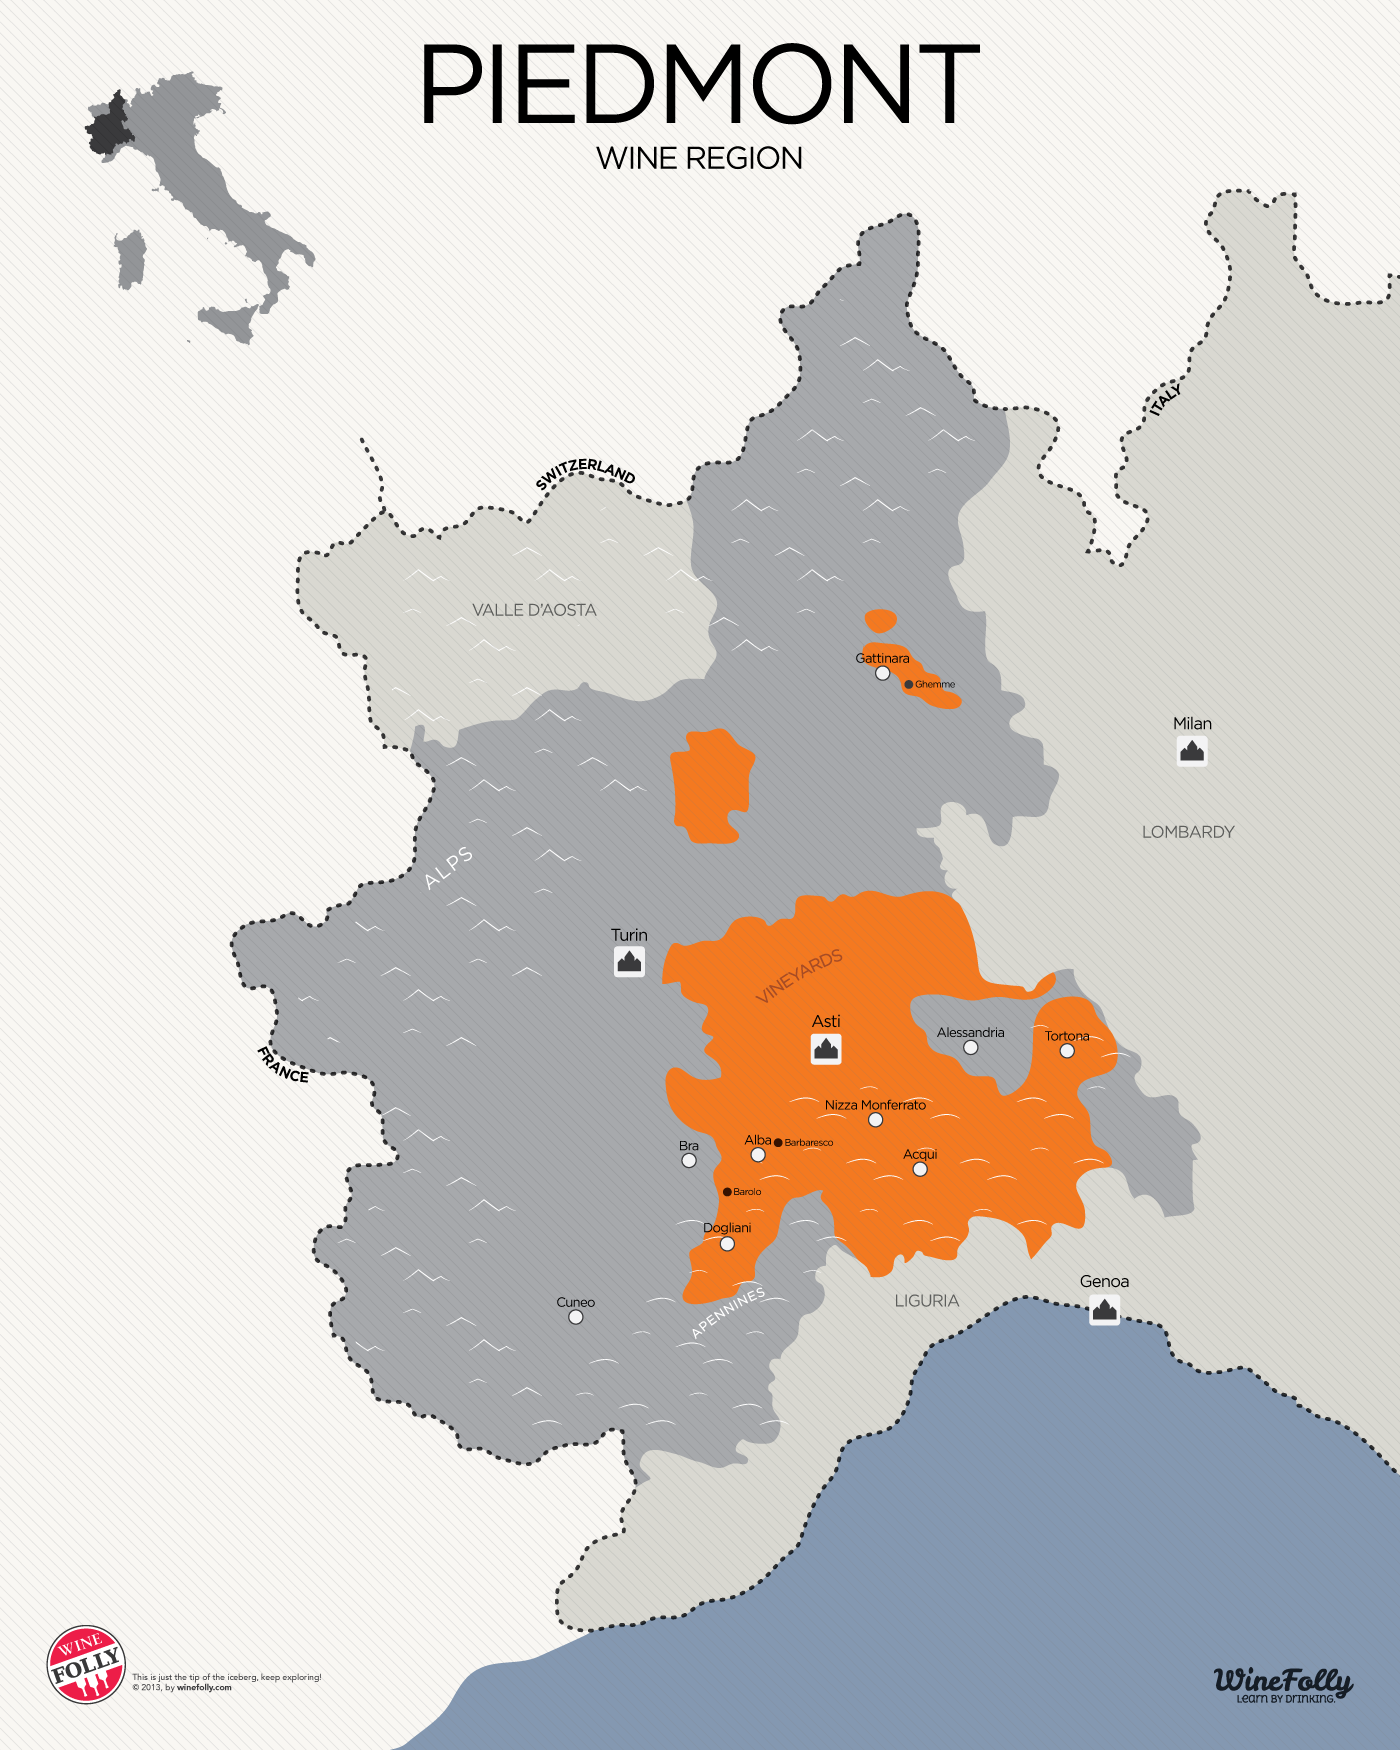 PIEDMONT
WINE REGION
ITALY
SWITZERLAND
VALLE D'AOSTA
Gattinara
Ghemme
Milan
LOMBARDY
ALPS
Turin
VINEYARDS
Asti
Alessandria
Tortona
FRANCE
Nizza Monferrato
Bra
Alba
Barbaresco
Acqui
Barolo
Dogliani
Cuneo
APENNINES
LIGURIA
Genoa
WINE
FOLLY
This is just the tip of the iceberg, keep exploring!
© 2013, by winefolly.com
WineFolly
Learn by Drinking.